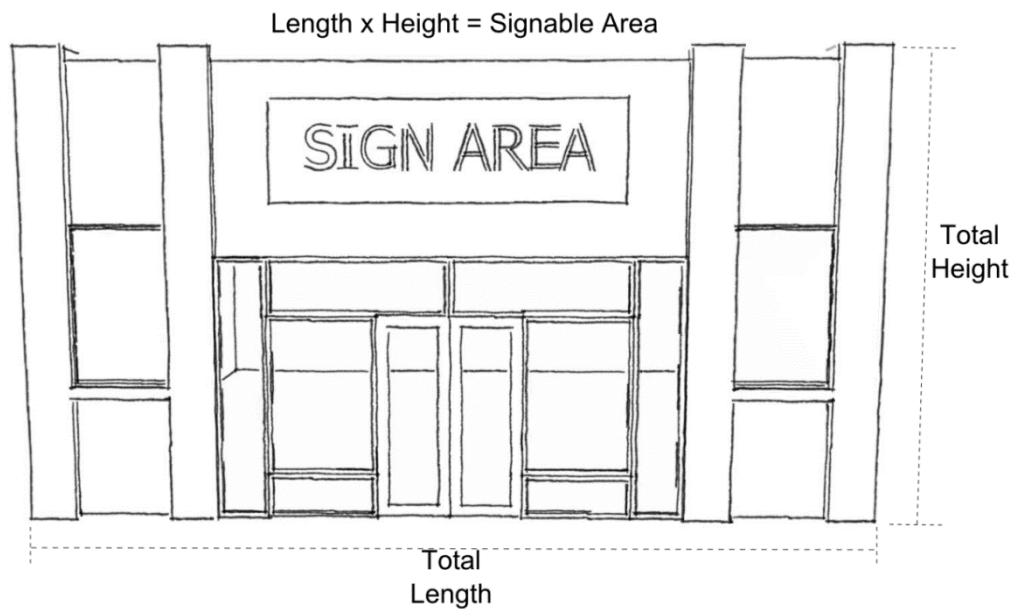 Length x Height = Signable Area
SIGN AREA
Total
Height
Total
Length